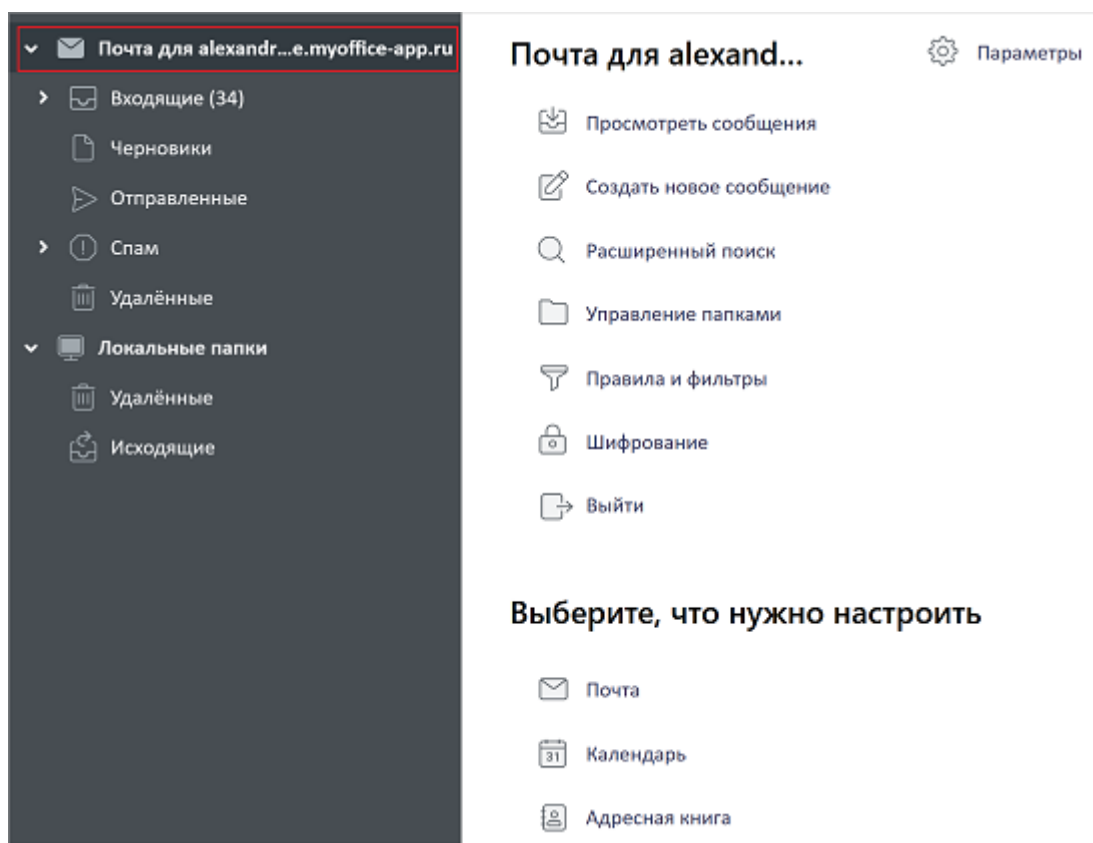 Почта для alexandr...e.myoffice-app.ru
Входящие (34)
Черновики
Отправленные
Спам
Удалённые
Локальные папки
Удалённые
Исходящие
Почта для alexand...
Параметры
Просмотреть сообщения
Создать новое сообщение
Расширенный поиск
Управление папками
Правила и фильтры
Шифрование
Выйти
Выберите, что нужно настроить
Почта
31
Календарь
Адресная книга